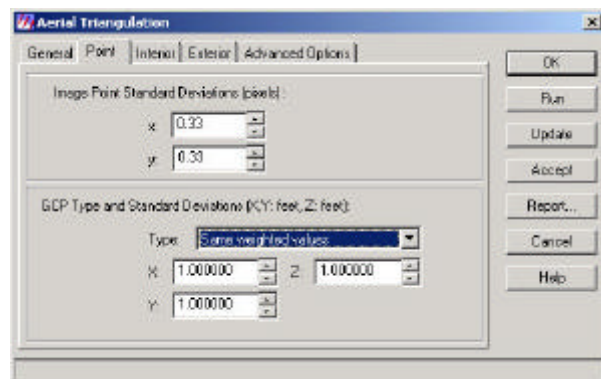 Aerial Triangulation
General Point Interior Exterior Advanced Options
Image Point Standard Deviations (pixels):
x: 0.33
y: 0.33
GCP Type and Standard Deviations (X,Y: feet, Z: feet):
Type: Same weighted values
X: 1.000000 Z: 1.000000
Y: 1.000000
OK
Run
Update
Accept
Report...
Cancel
Help